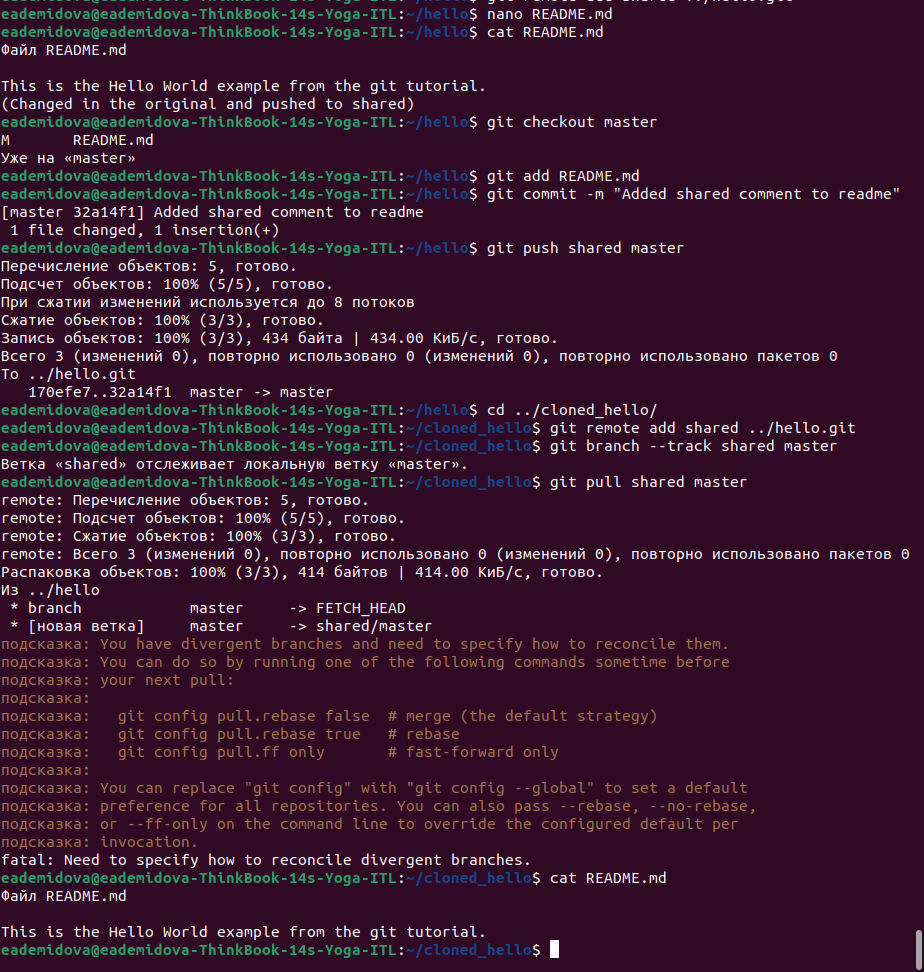 eademidova@eademidova-ThinkBook-14s-Yoga-ITL:~/hello$ nano README.md
eademidova@eademidova-ThinkBook-14s-Yoga-ITL:~/hello$ cat README.md
Файл README.md
This is the Hello World example from the git tutorial.
(Changed in the original and pushed to shared)
eademidova@eademidova-ThinkBook-14s-Yoga-ITL:~/hello$ git checkout master
M       README.md
Уже на «master»
eademidova@eademidova-ThinkBook-14s-Yoga-ITL:~/hello$ git add README.md
eademidova@eademidova-ThinkBook-14s-Yoga-ITL:~/hello$ git commit -m "Added shared comment to readme"
[master 32a14f1] Added shared comment to readme
 1 file changed, 1 insertion(+)
eademidova@eademidova-ThinkBook-14s-Yoga-ITL:~/hello$ git push shared master
Перечисление объектов: 5, готово.
Подсчет объектов: 100% (5/5), готово.
При сжатии изменений используется до 8 потоков
Сжатие объектов: 100% (3/3), готово.
Запись объектов: 100% (3/3), 434 байта | 434.00 КиБ/с, готово.
Всего 3 (изменений 0), повторно использовано 0 (изменений 0), повторно использовано пакетов 0
To ../hello.git
   170efe7..32a14f1  master -> master
eademidova@eademidova-ThinkBook-14s-Yoga-ITL:~/hello$ cd ../cloned_hello/
eademidova@eademidova-ThinkBook-14s-Yoga-ITL:~/cloned_hello$ git remote add shared ../hello.git
eademidova@eademidova-ThinkBook-14s-Yoga-ITL:~/cloned_hello$ git branch --track shared master
Ветка «shared» отслеживает локальную ветку «master».
eademidova@eademidova-ThinkBook-14s-Yoga-ITL:~/cloned_hello$ git pull shared master
remote: Перечисление объектов: 5, готово.
remote: Подсчет объектов: 100% (5/5), готово.
remote: Сжатие объектов: 100% (3/3), готово.
remote: Всего 3 (изменений 0), повторно использовано 0 (изменений 0), повторно использовано пакетов 0
Распаковка объектов: 100% (3/3), 414 байтов | 414.00 КиБ/с, готово.
Из ../hello
 * branch            master     -> FETCH_HEAD
 * [новая ветка]     master     -> shared/master
подсказка: You have divergent branches and need to specify how to reconcile them.
подсказка: You can do so by running one of the following commands sometime before
подсказка: your next pull:
подсказка:
подсказка:   git config pull.rebase false  # merge (the default strategy)
подсказка:   git config pull.rebase true   # rebase
подсказка:   git config pull.ff only       # fast-forward only
подсказка:
подсказка: You can replace "git config" with "git config --global" to set a default
подсказка: preference for all repositories. You can also pass --rebase, --no-rebase,
подсказка: or --ff-only on the command line to override the configured default per
подсказка: invocation.
fatal: Need to specify how to reconcile divergent branches.
eademidova@eademidova-ThinkBook-14s-Yoga-ITL:~/cloned_hello$ cat README.md
Файл README.md
This is the Hello World example from the git tutorial.
eademidova@eademidova-ThinkBook-14s-Yoga-ITL:~/cloned_hello$